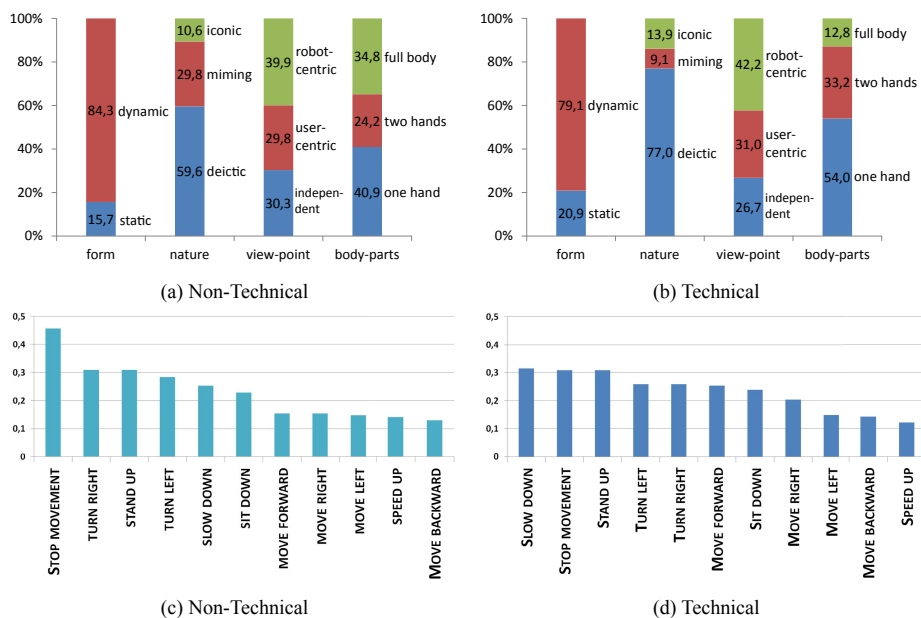 100%
80%
60%
40%
20%
0%
84,3 dynamic
15,7 static
10,6 iconic
29,8 miming
59,6 deictic
39,9 robot-
centric
29,8 user-
centric
30,3 indepen-
dent
34,8 full body
24,2 two hands
40,9 one hand
form nature view-point body-parts
(a) Non-Technical
100%
80%
60%
40%
20%
0%
79,1 dynamic
20,9 static
13,9 iconic
9,1 miming
77,0 deictic
42,2 robot-
centric
31,0 user-
centric
26,7 indepen-
dent
12,8 full body
33,2 two hands
54,0 one hand
form nature view-point body-parts
(b) Technical
0,5
0,4
0,3
0,2
0,1
0
STOP MOVEMENT
TURN RIGHT
STAND UP
TURN LEFT
SLOW DOWN
SIT DOWN
MOVE FORWARD
MOVE RIGHT
MOVE LEFT
SPEED UP
MOVE BACKWARD
(c) Non-Technical
0,5
0,4
0,3
0,2
0,1
0
SLOW DOWN
STOP MOVEMENT
STAND UP
TURN LEFT
TURN RIGHT
MOVE FORWARD
SIT DOWN
MOVE RIGHT
MOVE LEFT
MOVE BACKWARD
SPEED UP
(d) Technical